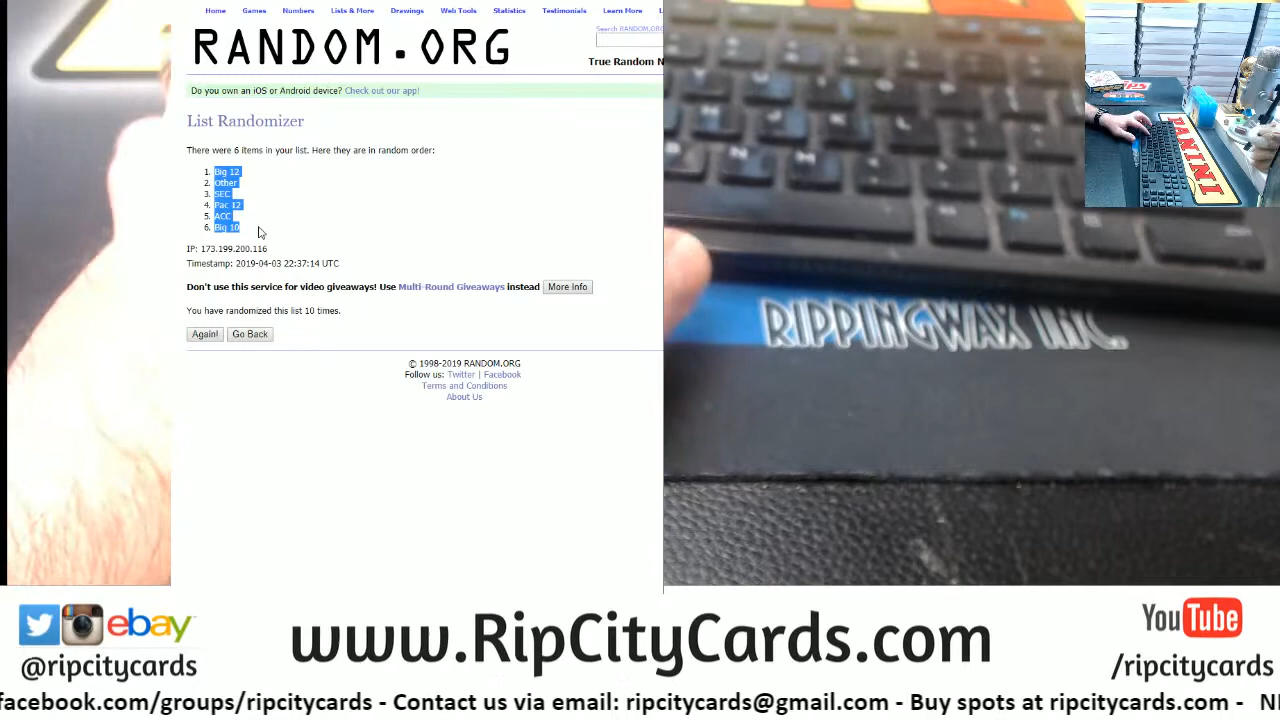 Home Games Numbers Lists & More Drawings Web Tools Statistics Testimonials Learn More L
RANDOM.ORG
Search RANDOM.OR
True Random N
Do you own an iOS or Android device? Check out our app!
List Randomizer
There were 6 items in your list. Here they are in random order:
1. Big 12
2. Other
3. SEC
4. Pac 12
5. ACC
6. Big 10
IP: 173.199.200.116
Timestamp: 2019-04-03 22:37:14 UTC
Don't use this service for video giveaways! Use Multi-Round Giveaways instead More Info
You have randomized this list 10 times.
Again! Go Back
© 1998-2019 RANDOM.ORG
Follow us: Twitter | Facebook
Terms and Conditions
About Us
PANINI
RIPPINGWAX INC.
ebay
@ripcitycards
www.RipCityCards.com
YouTube
/ripcitycards
facebook.com/groups/ripcitycards - Contact us via email: ripcitycards@gmail.com - Buy spots at ripcitycards.com - N